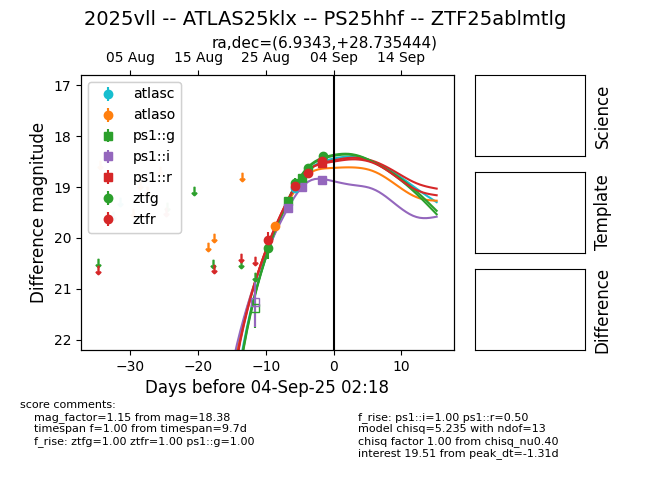 2025vll -- ATLAS25klx -- PS25hhf -- ZTF25ablmtlg
ra,dec=(6.9343,+28.735444)
05 Aug 15 Aug 25 Aug 04 Sep 14 Sep
atlasc
atlaso
ps1::g
ps1::i
ps1::r
ztfg
ztfr
17
18
19
20
21
22
Difference magnitude
−30 −20 −10 0 10
Days before 04-Sep-25 02:18
Science
Template
Difference
score comments:
mag_factor=1.15 from mag=18.38
timespan f=1.00 from timespan=9.7d
f_rise: ztfg=1.00 ztfr=1.00 ps1::g=1.00
f_rise: ps1::i=1.00 ps1::r=0.50
model chisq=5.235 with ndof=13
chisq factor 1.00 from chisq_nu0.40
interest 19.51 from peak_dt=-1.31d